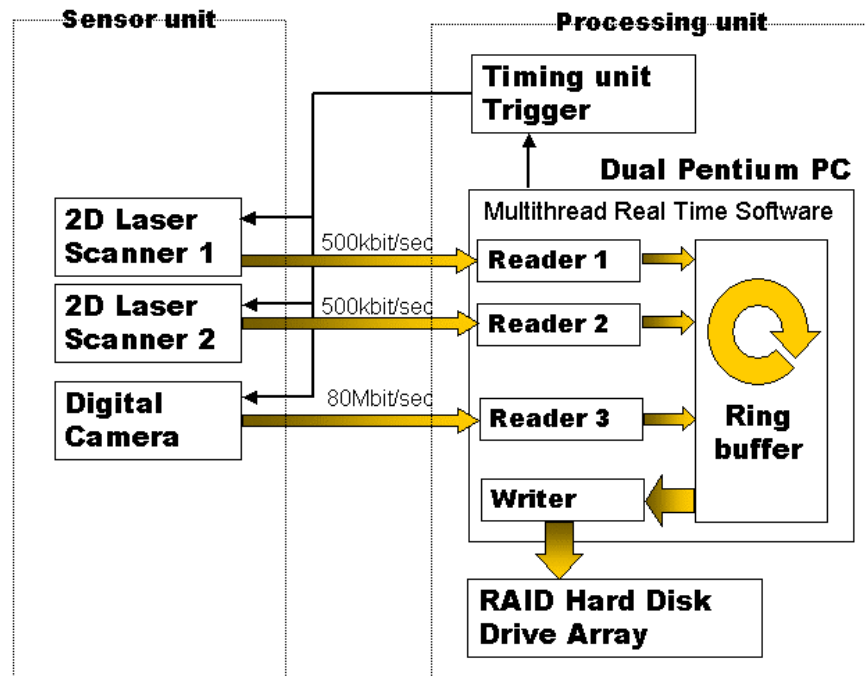 Sensor unit
Processing unit
Timing unit
Trigger
Dual Pentium PC
Multithread Real Time Software
2D Laser
Scanner 1
500kbit/sec
Reader 1
2D Laser
Scanner 2
500kbit/sec
Reader 2
Digital
Camera
80Mbit/sec
Reader 3
Ring
buffer
Writer
RAID Hard Disk
Drive Array